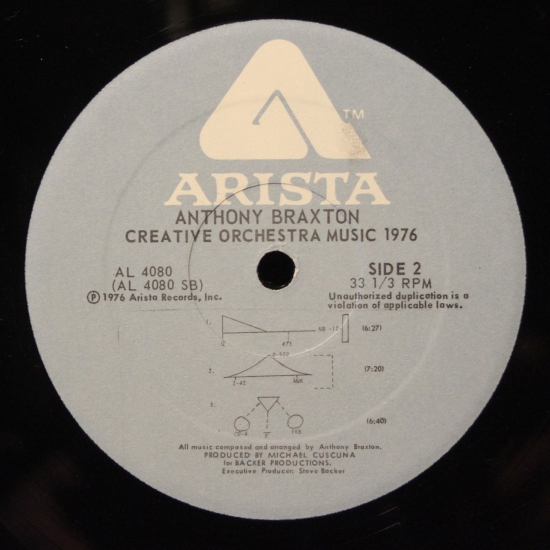 TM
ARISTA
ANTHONY BRAXTON
CREATIVE ORCHESTRA MUSIC 1976
AL 4080
(AL 4080 SB)
Ⓟ 1976 Arista Records, Inc.
SIDE 2
33 1/3 RPM
Unauthorized duplication is a
violation of applicable laws.
1.
(6:27)
475
2.
(7:20)
3.
(6:40)
All music composed and arranged by Anthony Braxton.
PRODUCED BY MICHAEL CUSCUNA
for BACKER PRODUCTIONS.
Executive Producer: Steve Backer